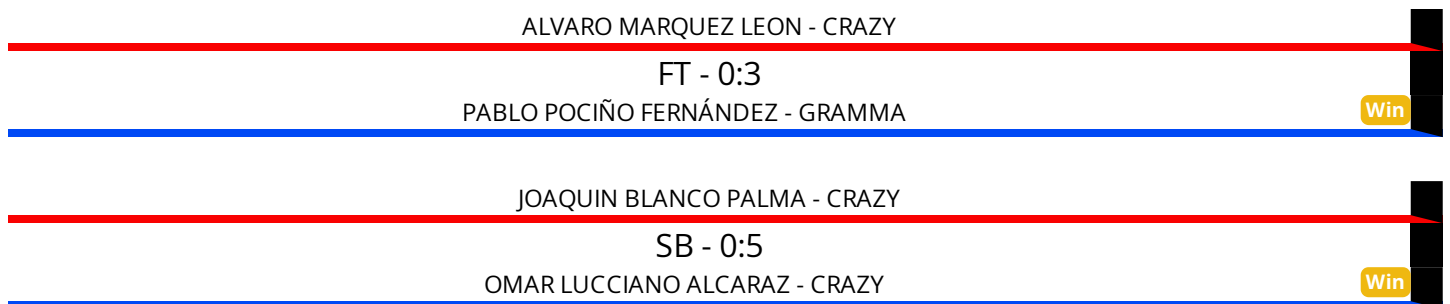 ALVARO MARQUEZ LEON - CRAZY
FT - 0:3
PABLO POCIÑO FERNÁNDEZ - GRAMMA
Win
JOAQUIN BLANCO PALMA - CRAZY
SB - 0:5
OMAR LUCCIANO ALCARAZ - CRAZY
Win